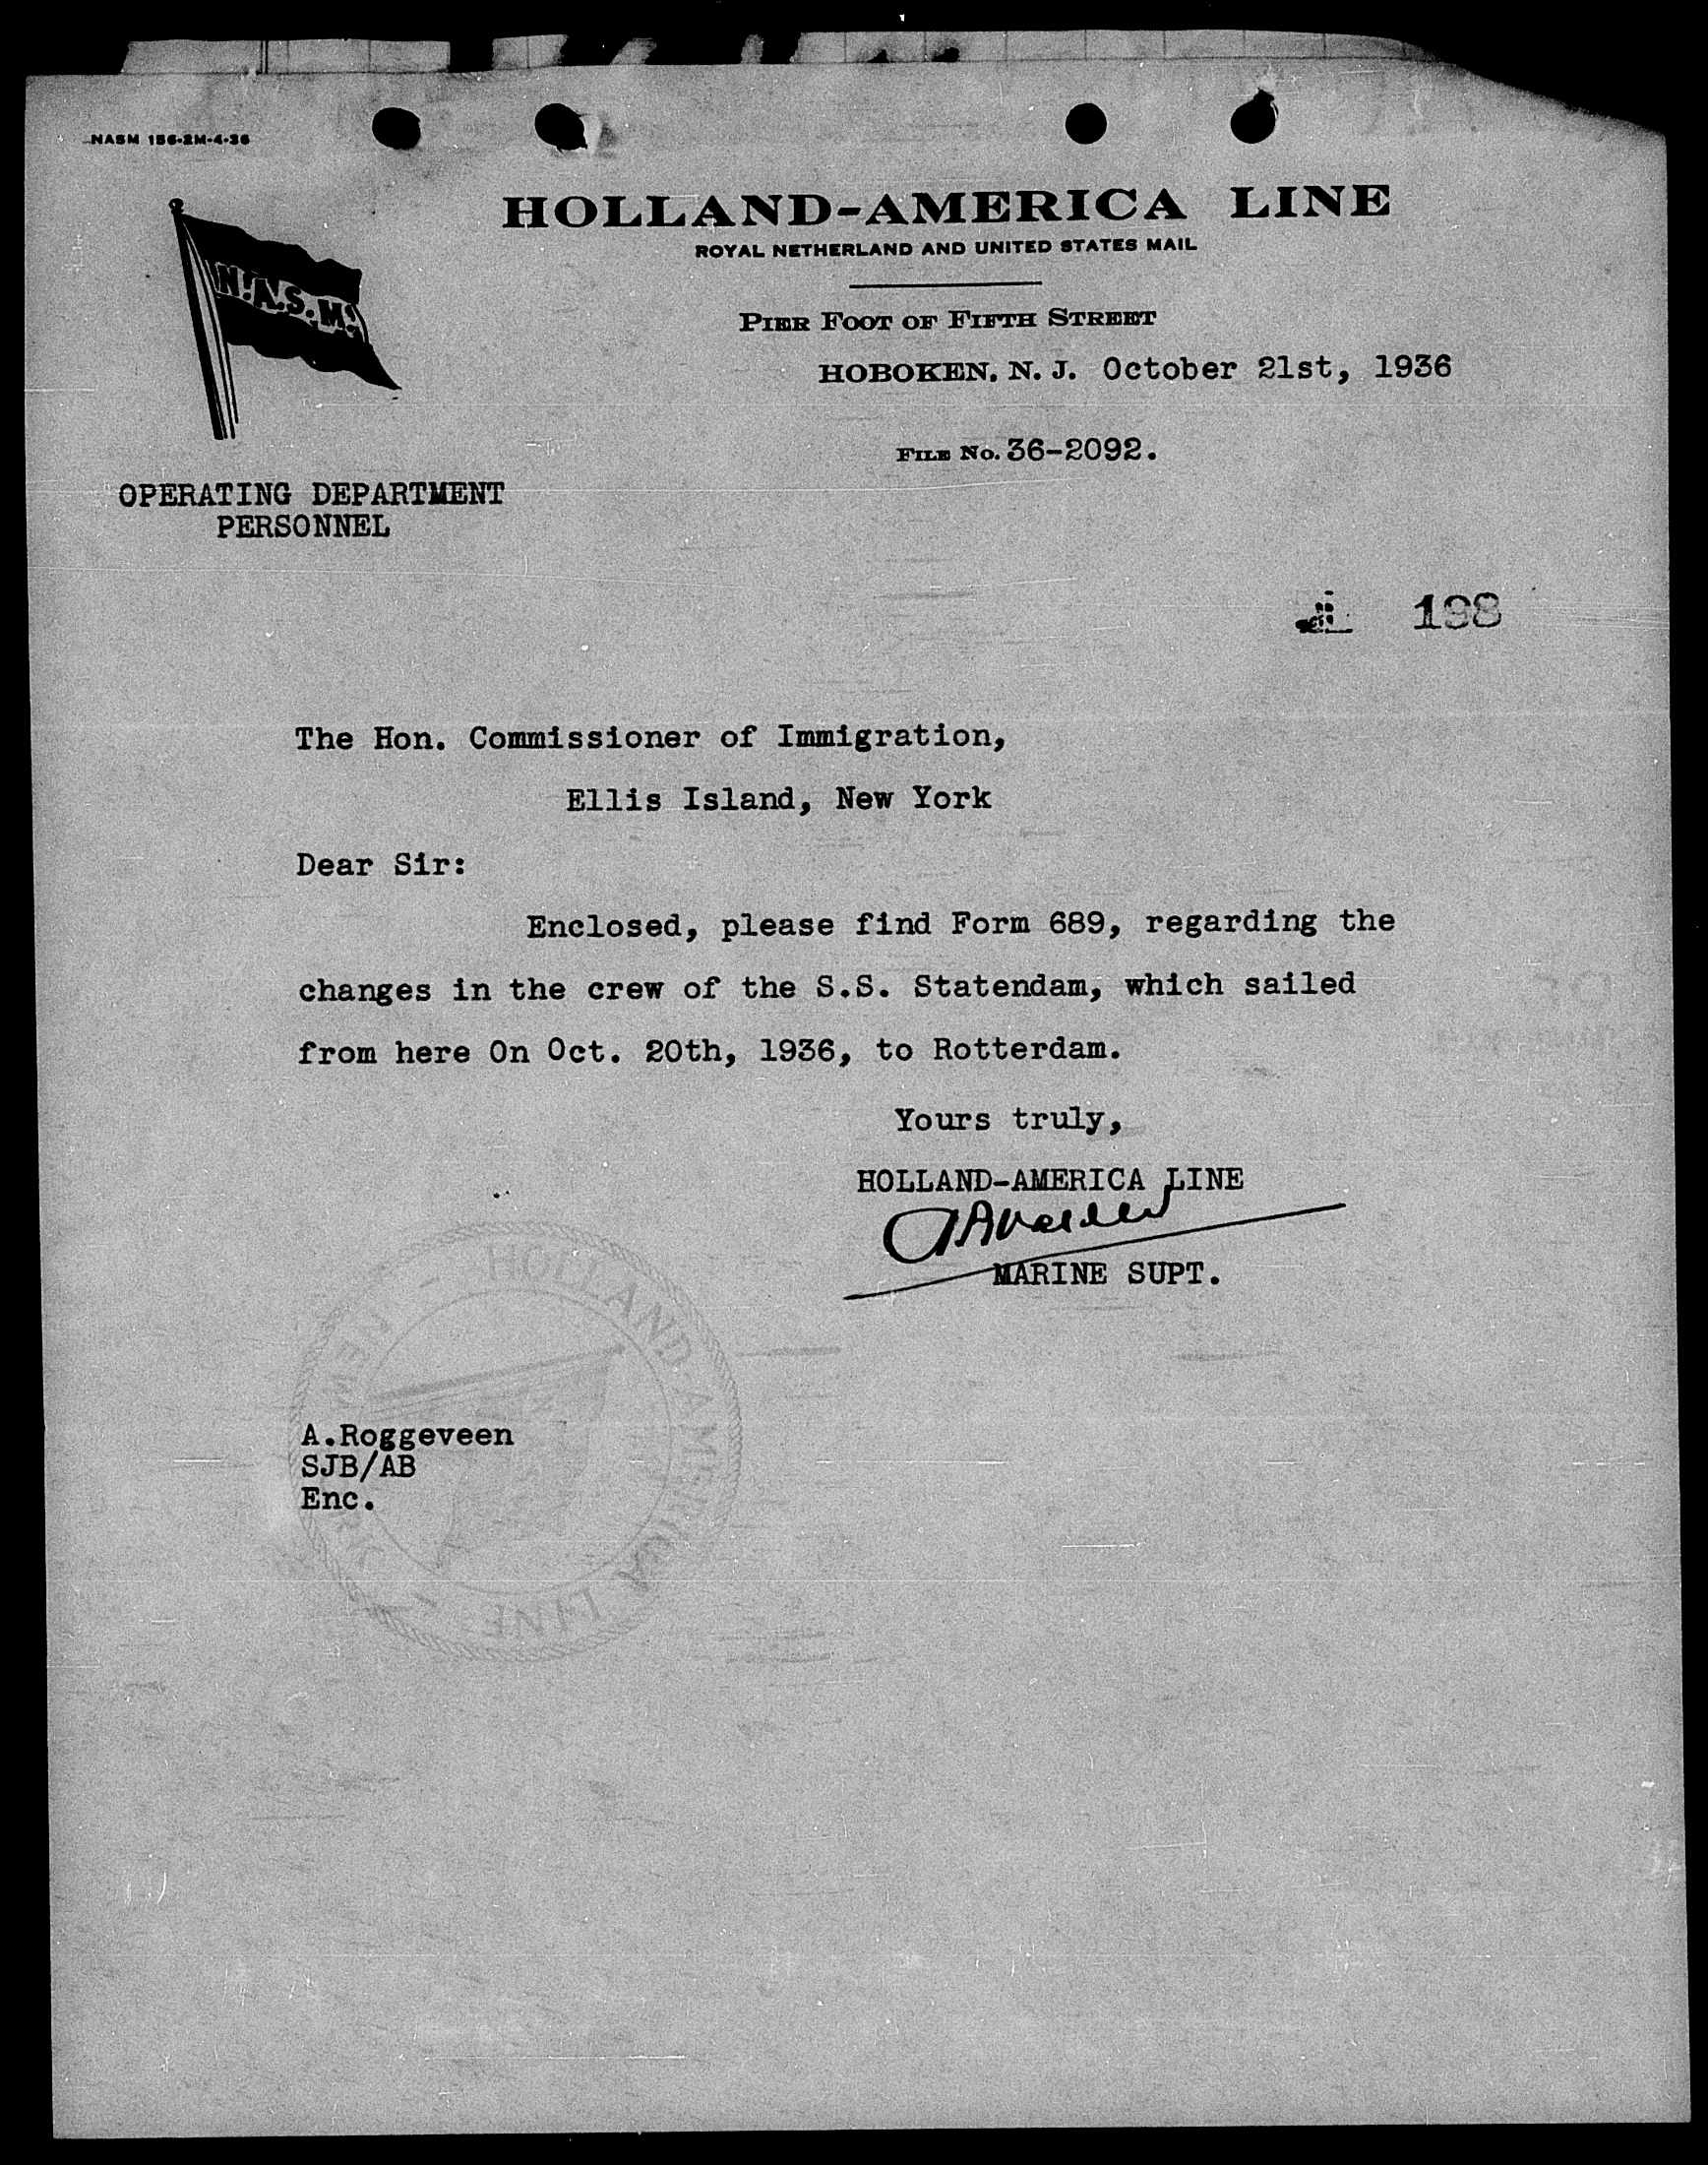 NASM 156-2M-4-36
HOLLAND-AMERICA LINE
ROYAL NETHERLAND AND UNITED STATES MAIL
N.A.S.M.
PIER FOOT OF FIFTH STREET
HOBOKEN, N. J. October 21st, 1936
FILE No. 36-2092.
OPERATING DEPARTMENT
PERSONNEL
198
The Hon. Commissioner of Immigration,
Ellis Island, New York
Dear Sir:
Enclosed, please find Form 689, regarding the
changes in the crew of the S.S. Statendam, which sailed
from here On Oct. 20th, 1936, to Rotterdam.
Yours truly,
HOLLAND-AMERICA LINE
MARINE SUPT.
HOLLAND-AMERICA LINE
A.Roggeveen
SJB/AB
Enc.